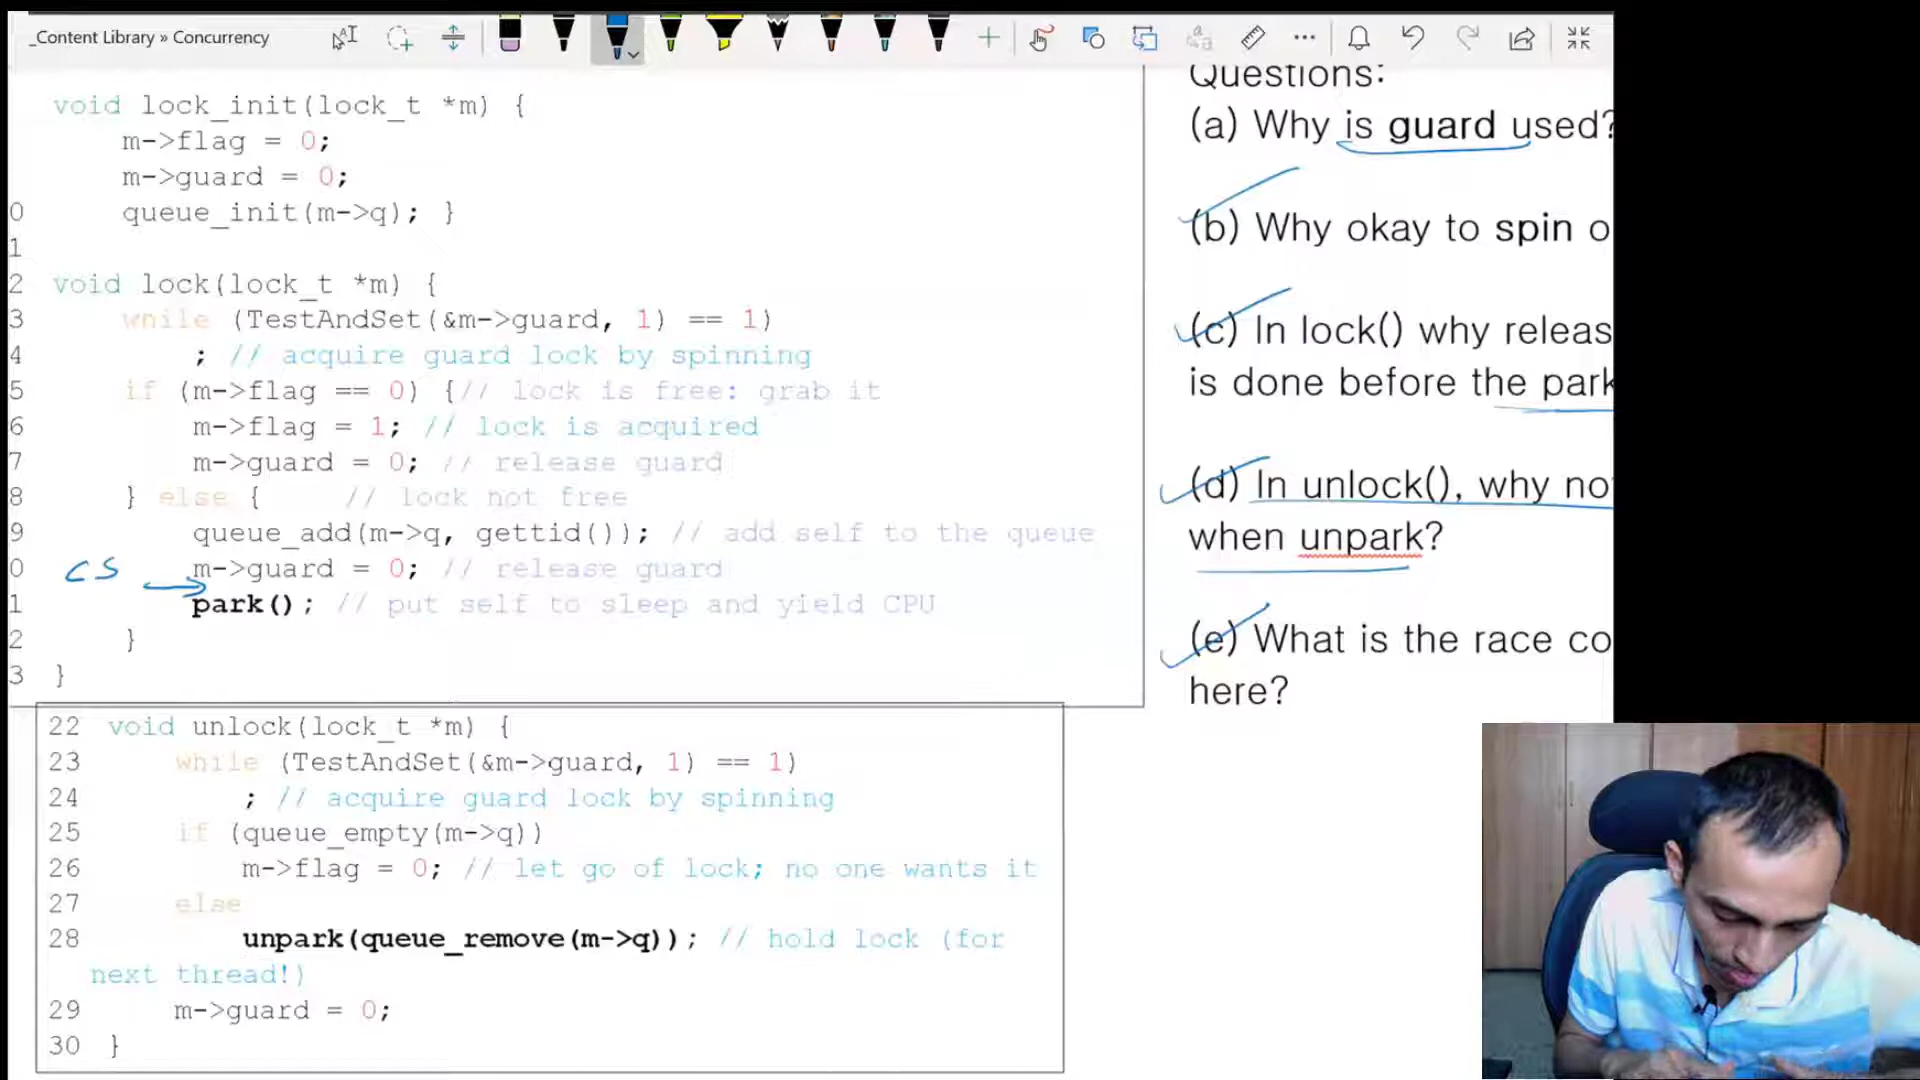 _Content Library » Concurrency
void lock_init(lock_t *m) {
m->flag = 0;
m->guard = 0;
0 queue_init(m->q); }
1
2 void lock(lock_t *m) {
3 while (TestAndSet(&m->guard, 1) == 1)
4 ; // acquire guard lock by spinning
5 if (m->flag == 0) {// lock is free: grab it
6 m->flag = 1; // lock is acquired
7 m->guard = 0; // release guard
8 } else { // lock not free
9 queue_add(m->q, gettid()); // add self to the queue
0 m->guard = 0; // release guard
CS
1 park(); // put self to sleep and yield CPU
2 }
3 }
22 void unlock(lock_t *m) {
23 while (TestAndSet(&m->guard, 1) == 1)
24 ; // acquire guard lock by spinning
25 if (queue_empty(m->q))
26 m->flag = 0; // let go of lock; no one wants it
27 else
28 unpark(queue_remove(m->q)); // hold lock (for
next thread!)
29 m->guard = 0;
30 }
Questions:
(a) Why is guard used?
(b) Why okay to spin o
(c) In lock() why releas
is done before the park
(d) In unlock(), why no
when unpark?
(e) What is the race co
here?